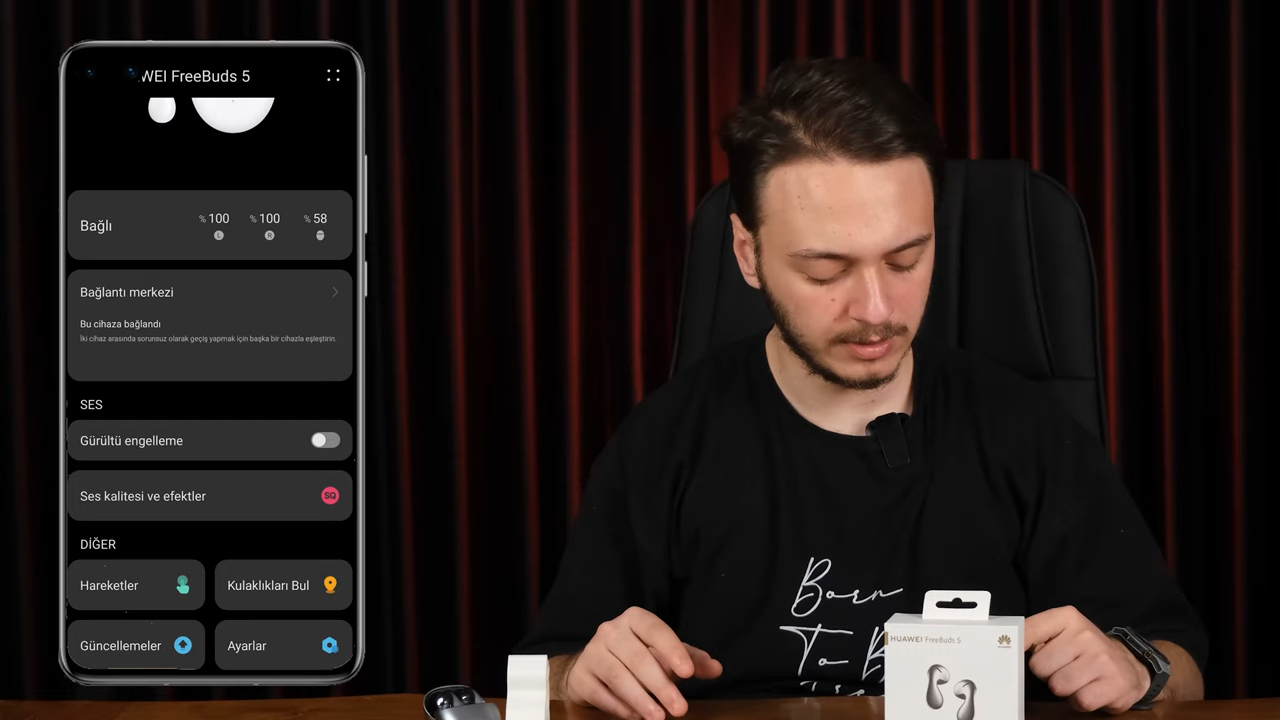 WEI FreeBuds 5
Bağlı
%100
%100
%58
L
R
Bağlantı merkezi
Bu cihaza bağlandı
İki cihaz arasında sorunsuz olarak geçiş yapmak için başka bir cihazla eşleştirin.
SES
Gürültü engelleme
Ses kalitesi ve efektler
SQ
DİĞER
Hareketler
Kulaklıkları Bul
Güncellemeler
Ayarlar
Born
To B
HUAWEI FreeBuds 5
HUAWEI